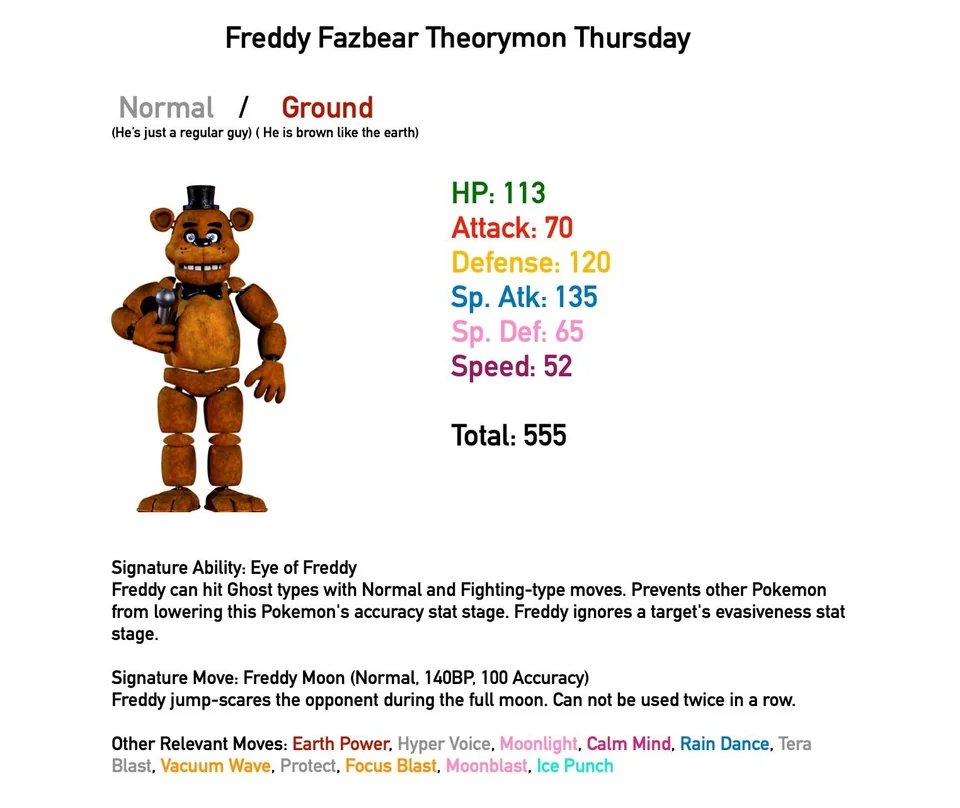 Freddy Fazbear Theorymon Thursday
Normal / Ground
(He's just a regular guy) ( He is brown like the earth)
HP: 113
Attack: 70
Defense: 120
Sp. Atk: 135
Sp. Def: 65
Speed: 52
Total: 555
Signature Ability: Eye of Freddy
Freddy can hit Ghost types with Normal and Fighting-type moves. Prevents other Pokemon
from lowering this Pokemon's accuracy stat stage. Freddy ignores a target's evasiveness stat
stage.
Signature Move: Freddy Moon (Normal, 140BP, 100 Accuracy)
Freddy jump-scares the opponent during the full moon. Can not be used twice in a row.
Other Relevant Moves: Earth Power, Hyper Voice, Moonlight, Calm Mind, Rain Dance, Tera
Blast, Vacuum Wave, Protect, Focus Blast, Moonblast, Ice Punch